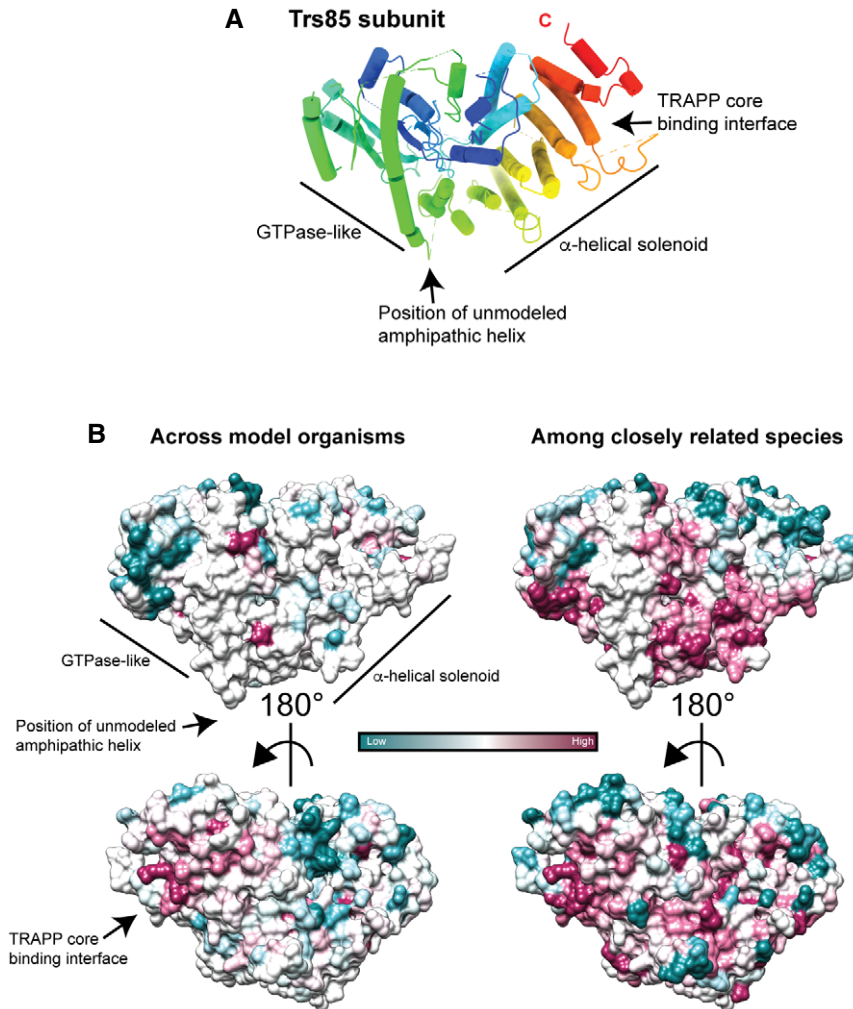 A Trs85 subunit
C
N
TRAPP core
binding interface
GTPase-like
α-helical solenoid
Position of unmodeled
amphipathic helix
B Across model organisms Among closely related species
GTPase-like
α-helical solenoid
Position of unmodeled
amphipathic helix
180° 180°
Low High
TRAPP core
binding interface